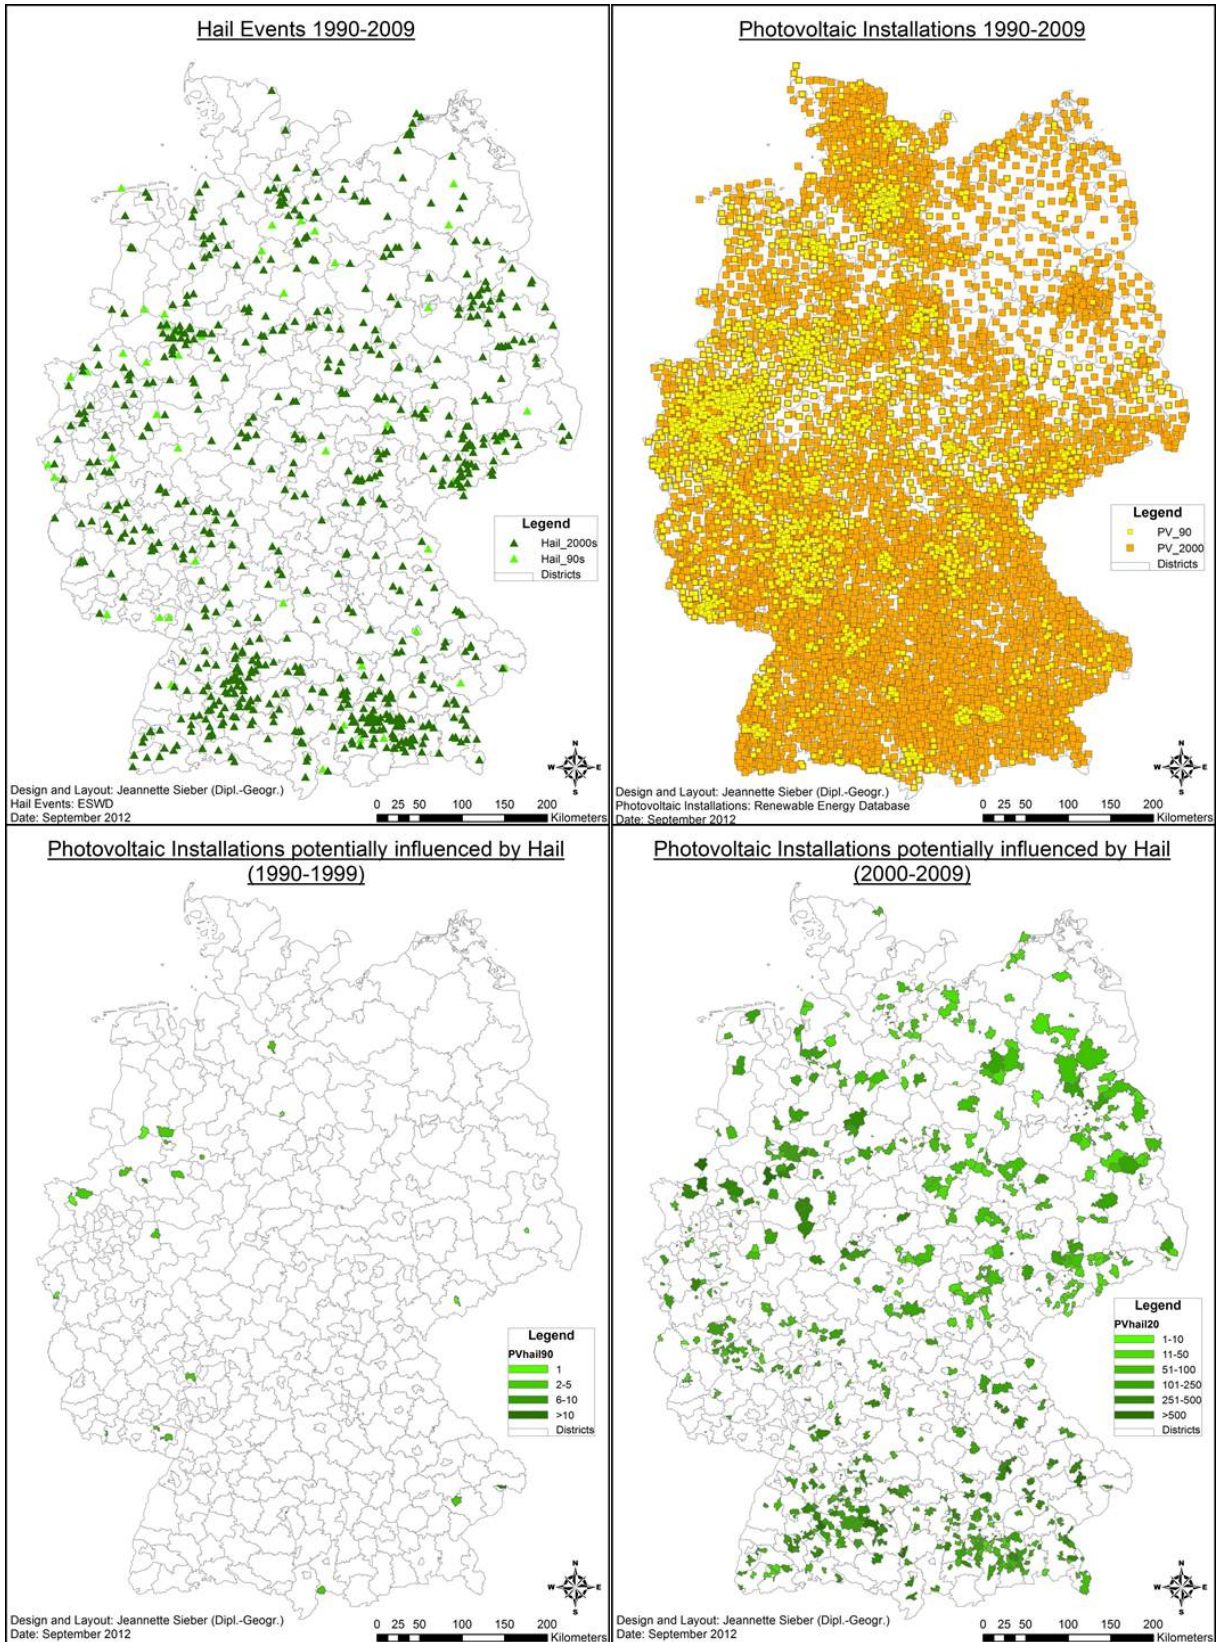 Hail Events 1990-2009
Legend
Hail_2000s
Hail_90s
Districts
N
W
E
S
Design and Layout: Jeannette Sieber (Dipl.-Geogr.)
Hail Events: ESWD
Date: September 2012
0 25 50 100 150 200
Kilometers
Photovoltaic Installations 1990-2009
Legend
PV_90
PV_2000
Districts
N
W
E
S
Design and Layout: Jeannette Sieber (Dipl.-Geogr.)
Photovoltaic Installations: Renewable Energy Database
Date: September 2012
0 25 50 100 150 200
Kilometers
Photovoltaic Installations potentially influenced by Hail
(1990-1999)
Legend
PVhail90
1
2-5
6-10
>10
Districts
N
W
E
S
Design and Layout: Jeannette Sieber (Dipl.-Geogr.)
Date: September 2012
0 25 50 100 150 200
Kilometers
Photovoltaic Installations potentially influenced by Hail
(2000-2009)
Legend
PVhail20
1-10
11-50
51-100
101-250
251-500
>500
Districts
N
W
E
S
Design and Layout: Jeannette Sieber (Dipl.-Geogr.)
Date: September 2012
0 25 50 100 150 200
Kilometers